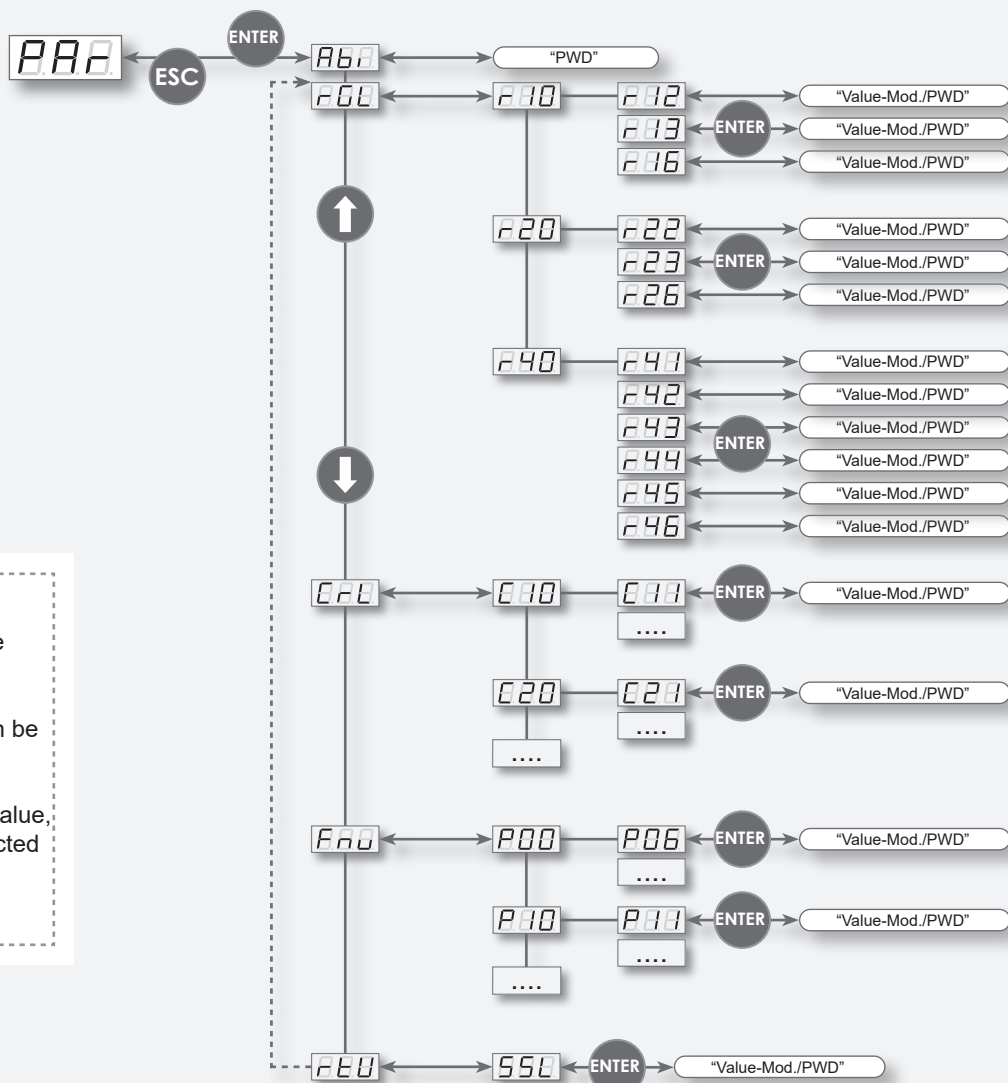 PAr
ESC
ENTER
Abi
"PWD"
rGL
r10
r12
"Value-Mod./PWD"
r13
ENTER
"Value-Mod./PWD"
r16
"Value-Mod./PWD"
r20
r22
"Value-Mod./PWD"
r23
ENTER
"Value-Mod./PWD"
r26
"Value-Mod./PWD"
r40
r41
"Value-Mod./PWD"
r42
"Value-Mod./PWD"
r43
"Value-Mod./PWD"
ENTER
r44
"Value-Mod./PWD"
r45
"Value-Mod./PWD"
r46
"Value-Mod./PWD"
CrL
C10
C11
ENTER
"Value-Mod./PWD"
....
C20
C21
ENTER
"Value-Mod./PWD"
....
....
Fnu
P00
P06
ENTER
"Value-Mod./PWD"
....
P10
P11
ENTER
"Value-Mod./PWD"
....
....
rtU
SSL
ENTER
"Value-Mod./PWD"
e
be
alue,
cted